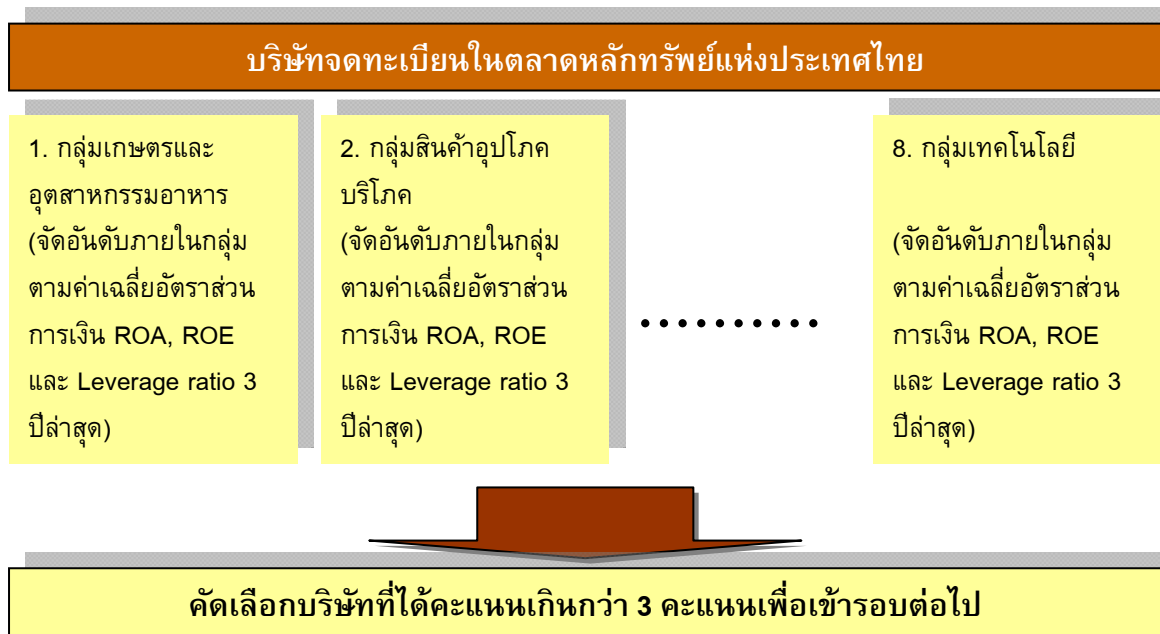 บริษัทจดทะเบียนในตลาดหลักทรัพย์แห่งประเทศไทย
1. กลุ่มเกษตรและ
อุตสาหกรรมอาหาร
(จัดอันดับภายในกลุ่ม
ตามค่าเฉลี่ยอัตราส่วน
การเงิน ROA, ROE
และ Leverage ratio 3
ปีล่าสุด)
2. กลุ่มสินค้าอุปโภค
บริโภค
(จัดอันดับภายในกลุ่ม
ตามค่าเฉลี่ยอัตราส่วน
การเงิน ROA, ROE
และ Leverage ratio 3
ปีล่าสุด)
..........
8. กลุ่มเทคโนโลยี
(จัดอันดับภายในกลุ่ม
ตามค่าเฉลี่ยอัตราส่วน
การเงิน ROA, ROE
และ Leverage ratio 3
ปีล่าสุด)
คัดเลือกบริษัทที่ได้คะแนนเกินกว่า 3 คะแนนเพื่อเข้ารอบต่อไป